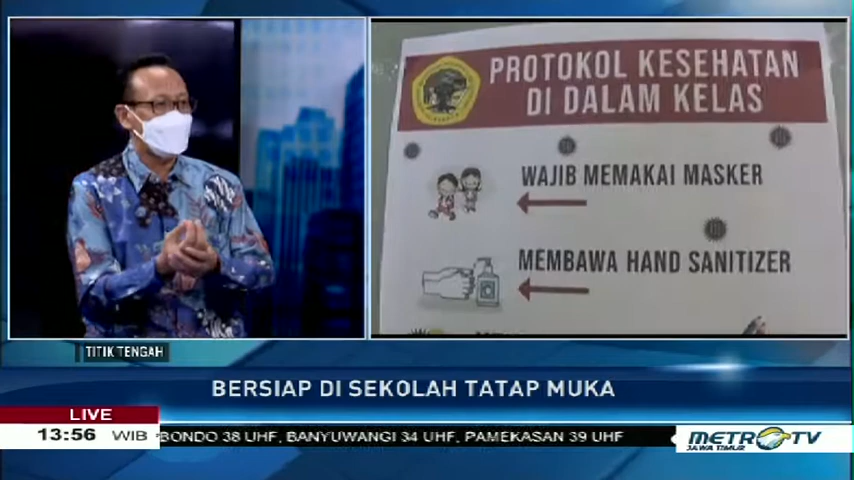 PROTOKOL KESEHATAN
DI DALAM KELAS
WAJIB MEMAKAI MASKER
MEMBAWA HAND SANITIZER
TITIK TENGAH
BERSIAP DI SEKOLAH TATAP MUKA
LIVE
13:56 WIB
BONDO 38 UHF, BANYUWANGI 34 UHF, PAMEKASAN 39 UHF
METRO TV
JAWA TIMUR